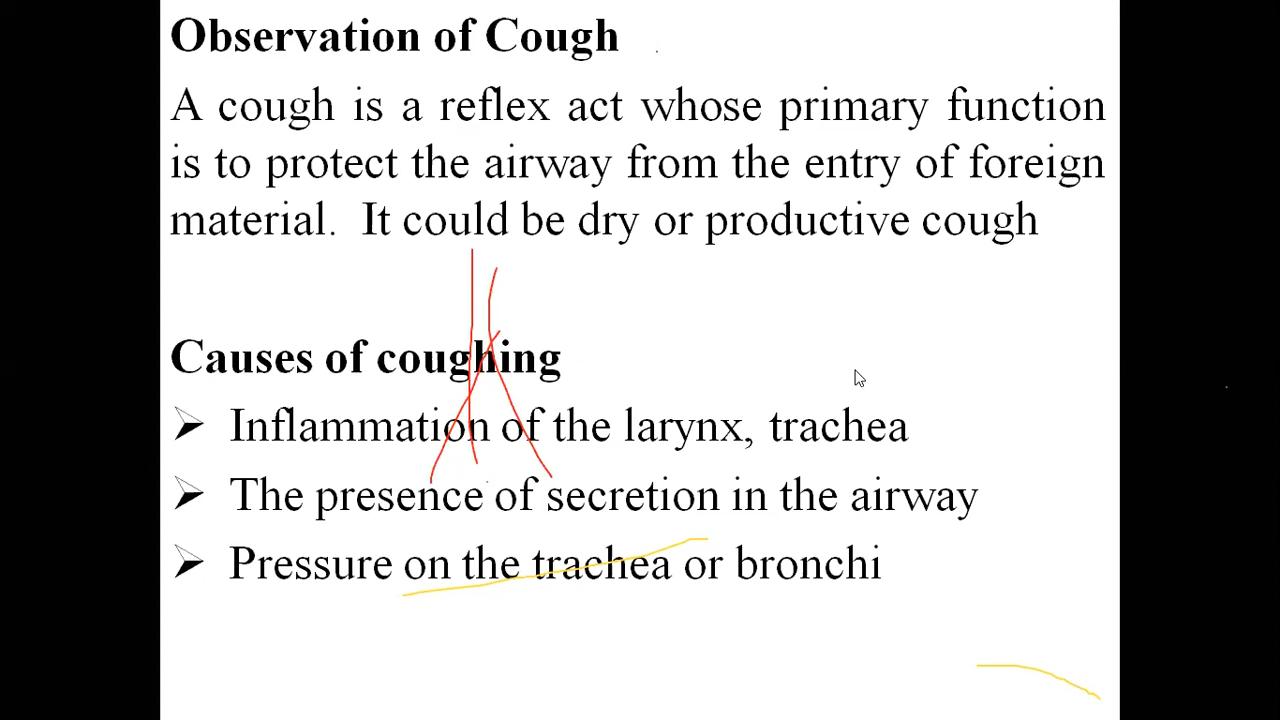 Observation of Cough
A cough is a reflex act whose primary function
is to protect the airway from the entry of foreign
material. It could be dry or productive cough
Causes of coughing
➢ Inflammation of the larynx, trachea
➢ The presence of secretion in the airway
➢ Pressure on the trachea or bronchi